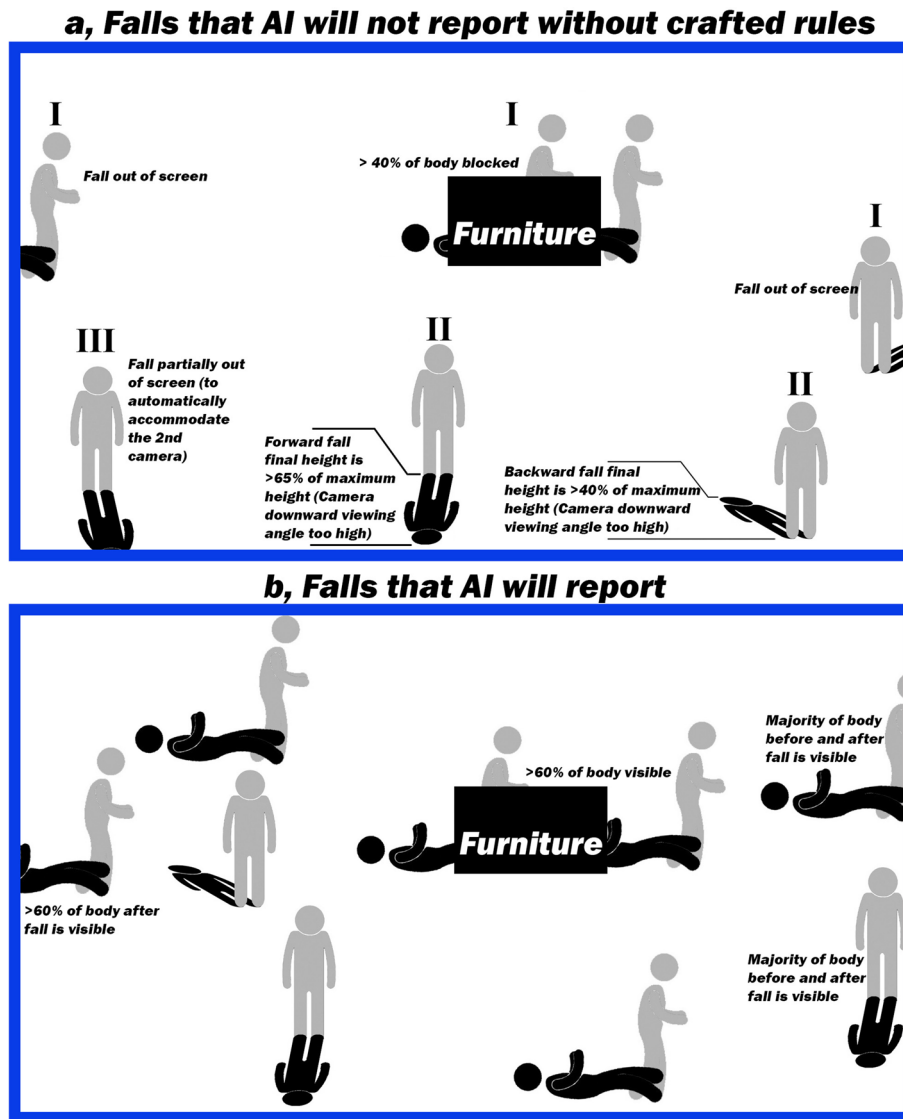 a, Falls that AI will not report without crafted rules
I
Fall out of screen
I
> 40% of body blocked
Furniture
I
Fall out of screen
III
Fall partially out
of screen (to
automatically
accommodate
the 2nd
camera)
II
Forward fall
final height is
>65% of maximum
height (Camera
downward viewing
angle too high)
II
Backward fall final
height is >40% of maximum
height (Camera downward
viewing angle too high)
b, Falls that AI will report
>60% of body after
fall is visible
>60% of body visible
Furniture
Majority of body
before and after
fall is visible
Majority of body
before and after
fall is visible